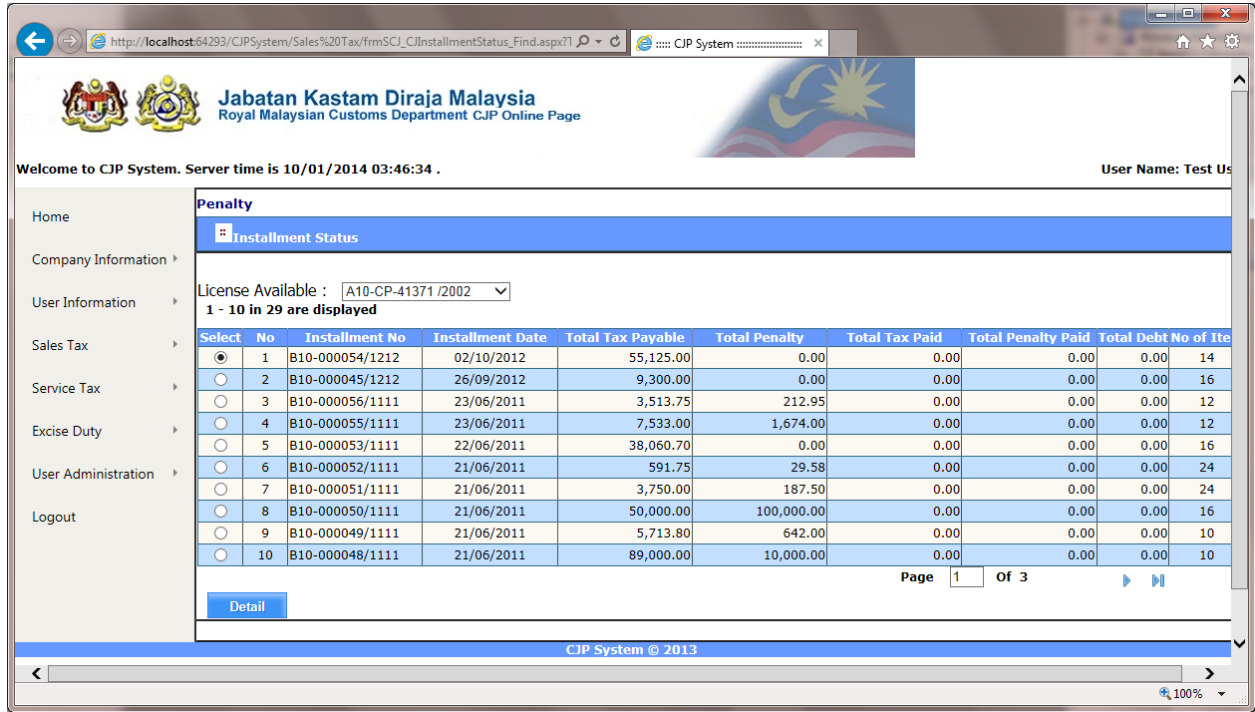 http://localhost:64293/CJPSystem/Sales%20Tax/frmSCJ_CJInstallmentStatus_Find.aspx?1
::::: CJP System ::::::::::::::::::::::
Jabatan Kastam Diraja Malaysia
Royal Malaysian Customs Department CJP Online Page
Welcome to CJP System. Server time is 10/01/2014 03:46:34 . User Name: Test Us
Home
Company Information
User Information
Sales Tax
Service Tax
Excise Duty
User Administration
Logout
Penalty
Installment Status
License Available : A10-CP-41371 /2002
1 - 10 in 29 are displayed
Select No Installment No Installment Date Total Tax Payable Total Penalty Total Tax Paid Total Penalty Paid Total Debt No of Ite
1 B10-000054/1212 02/10/2012 55,125.00 0.00 0.00 0.00 0.00 14
2 B10-000045/1212 26/09/2012 9,300.00 0.00 0.00 0.00 0.00 16
3 B10-000056/1111 23/06/2011 3,513.75 212.95 0.00 0.00 0.00 12
4 B10-000055/1111 23/06/2011 7,533.00 1,674.00 0.00 0.00 0.00 12
5 B10-000053/1111 22/06/2011 38,060.70 0.00 0.00 0.00 0.00 16
6 B10-000052/1111 21/06/2011 591.75 29.58 0.00 0.00 0.00 24
7 B10-000051/1111 21/06/2011 3,750.00 187.50 0.00 0.00 0.00 24
8 B10-000050/1111 21/06/2011 50,000.00 100,000.00 0.00 0.00 0.00 16
9 B10-000049/1111 21/06/2011 5,713.80 642.00 0.00 0.00 0.00 10
10 B10-000048/1111 21/06/2011 89,000.00 10,000.00 0.00 0.00 0.00 10
Page 1 Of 3
Detail
CJP System © 2013
100%